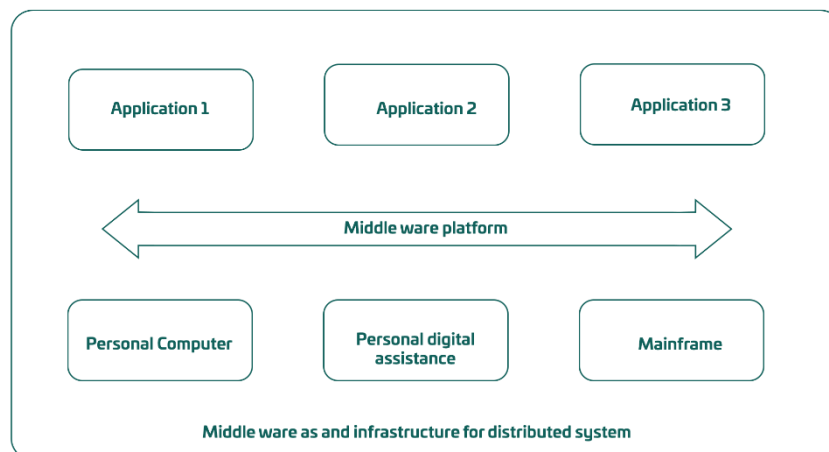 Application 1
Application 2
Application 3
Middle ware platform
Personal Computer
Personal digital
assistance
Mainframe
Middle ware as and infrastructure for distributed system